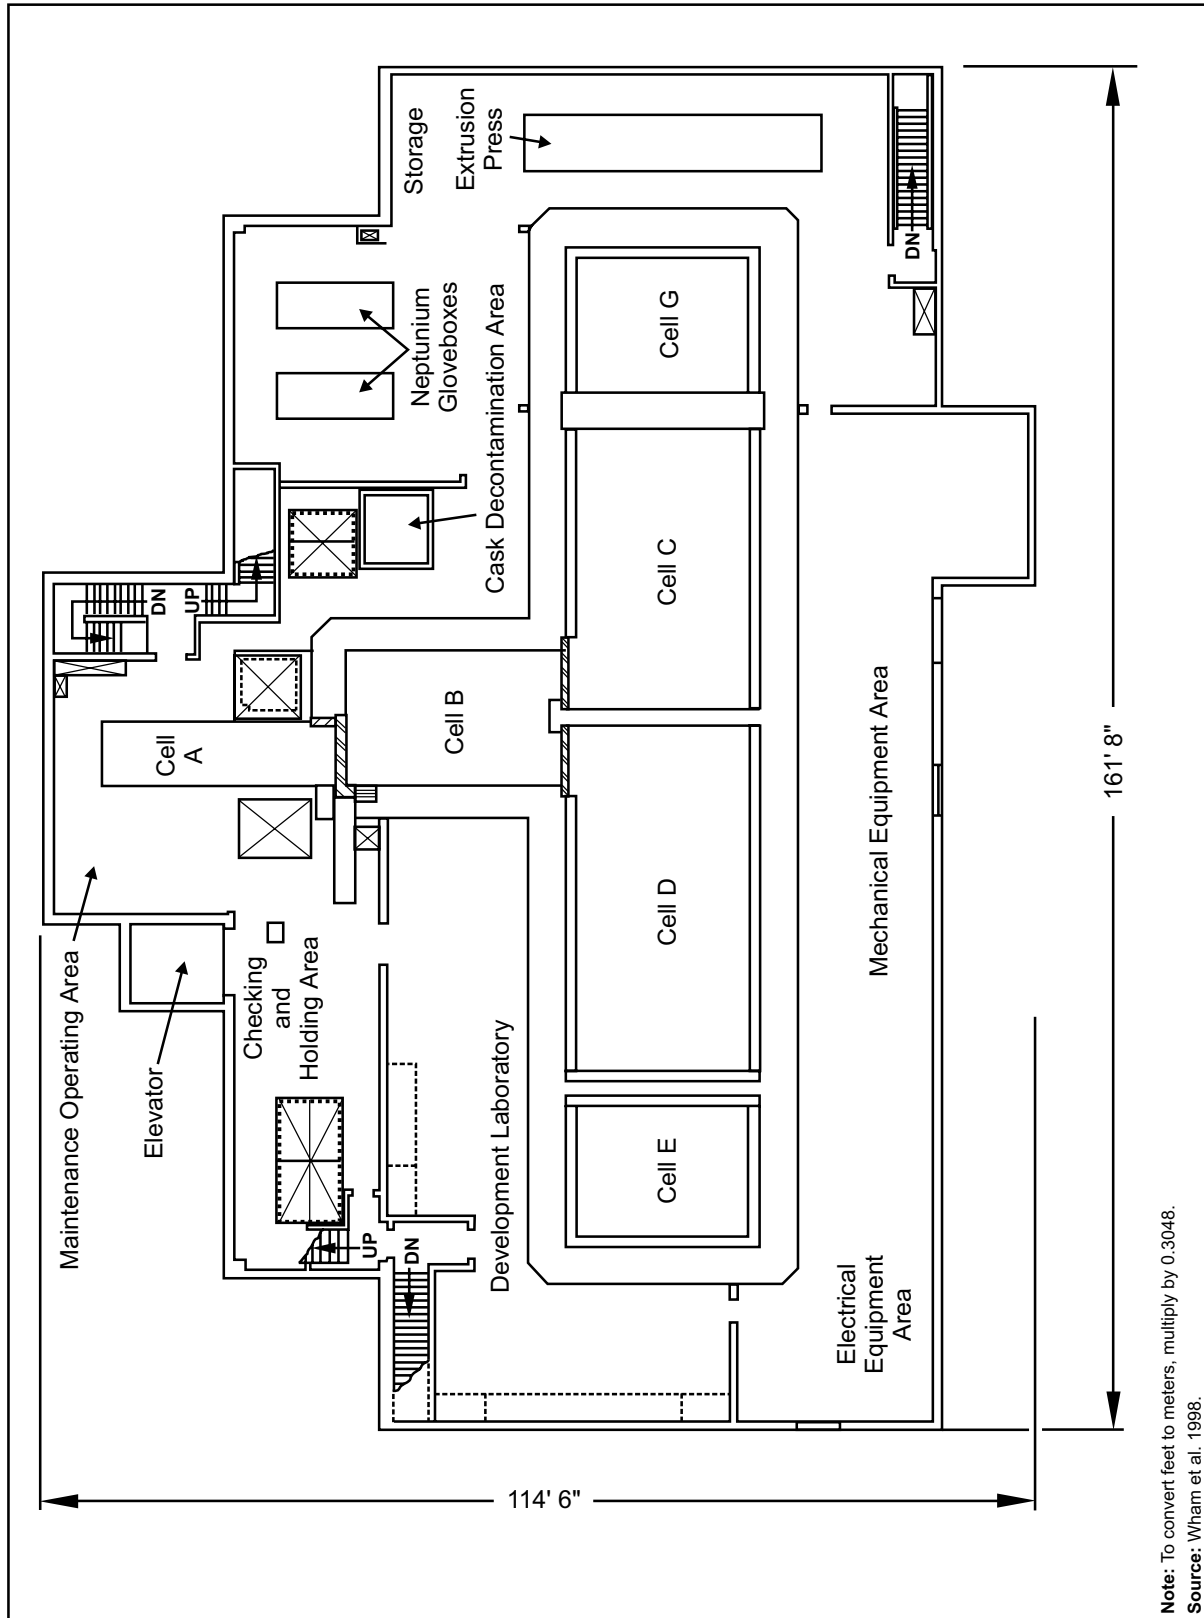 Maintenance Operating Area
Elevator
Checking
and
Holding Area
UP
DN
Development Laboratory
Electrical
Equipment
Area
Cell E
Cell D
Cell
A
Cell B
Cell C
Cell G
DN
UP
Neptunium
Gloveboxes
Cask Decontamination Area
Storage
Extrusion
Press
DN
Mechanical Equipment Area
114' 6"
161' 8"
Note: To convert feet to meters, multiply by 0.3048.
Source: Wham et al. 1998.